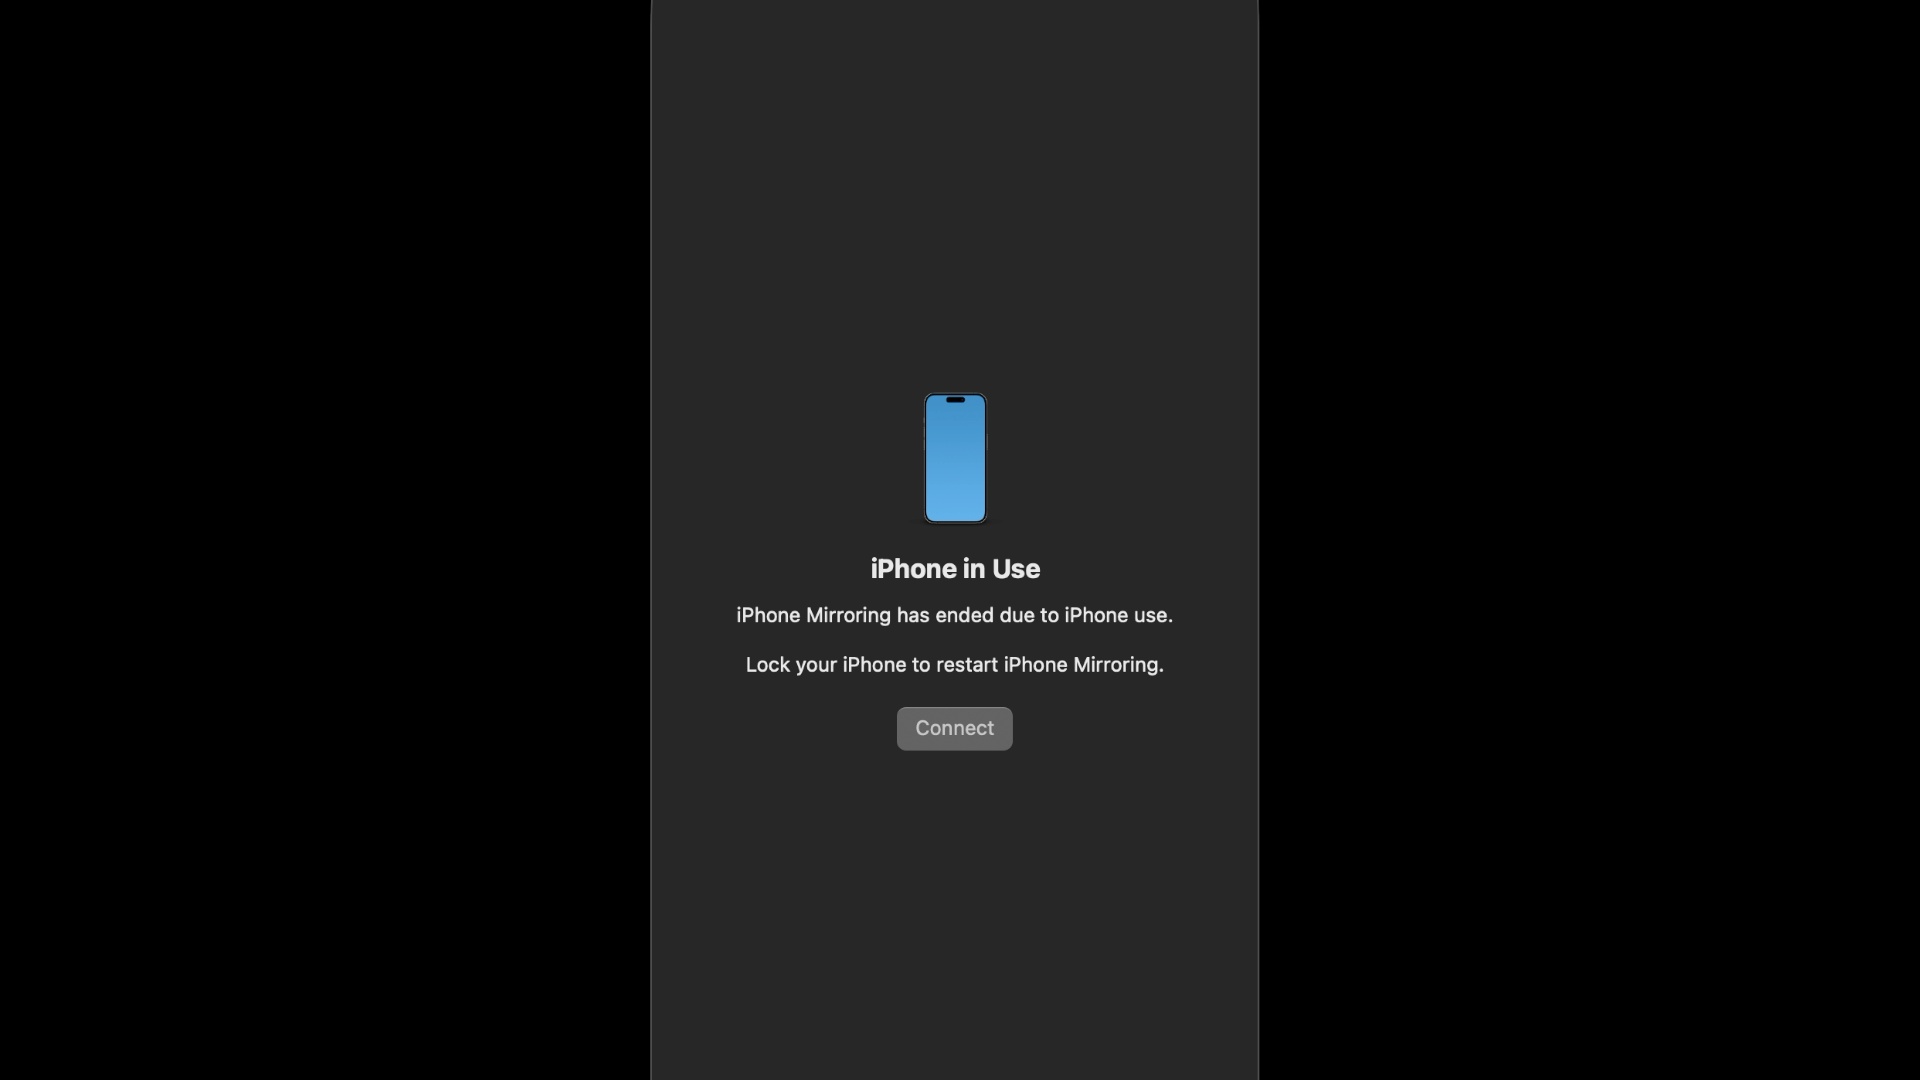 iPhone in Use
iPhone Mirroring has ended due to iPhone use.
Lock your iPhone to restart iPhone Mirroring.
Connect